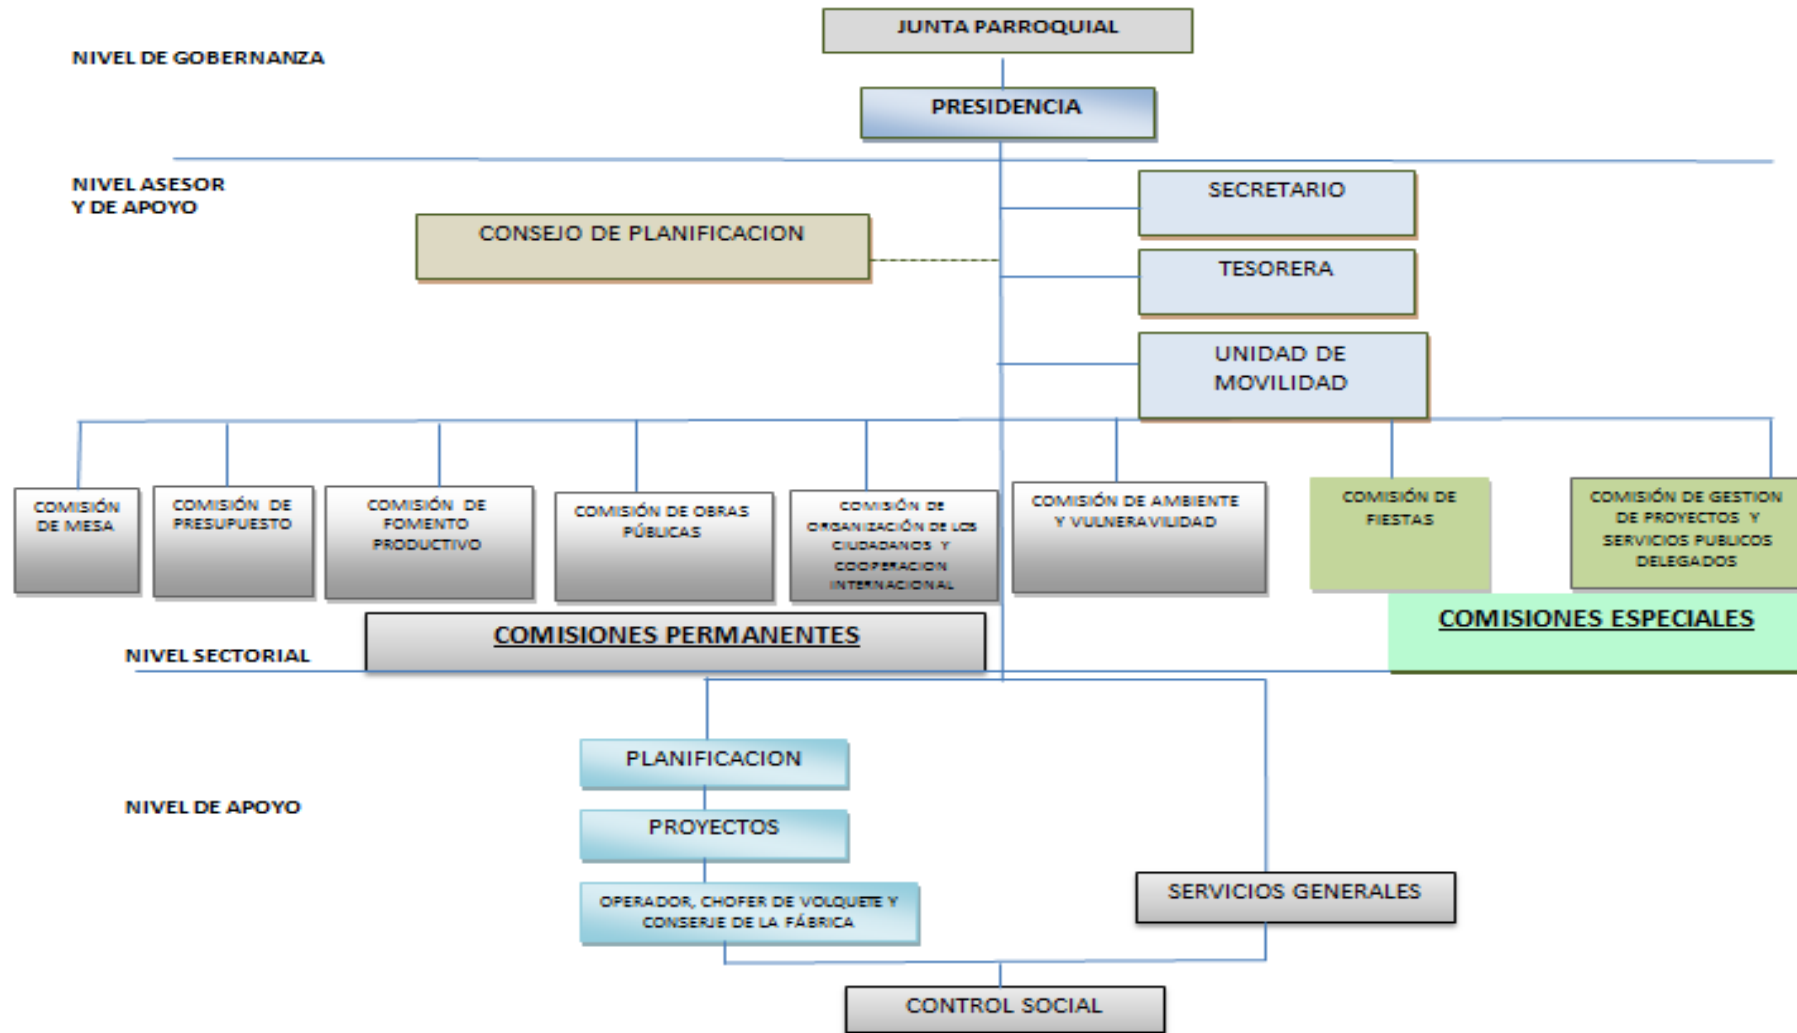 JUNTA PARROQUIAL
NIVEL DE GOBERNANZA
PRESIDENCIA
NIVEL ASESOR
Y DE APOYO
SECRETARIO
CONSEJO DE PLANIFICACION
TESORERA
UNIDAD DE
MOVILIDAD
COMISIÓN
DE MESA
COMISIÓN DE
PRESUPUESTO
COMISIÓN DE
FOMENTO
PRODUCTIVO
COMISIÓN DE OBRAS
PÚBLICAS
COMISIÓN DE
ORGANIZACIÓN DE LOS
CIUDADANOS Y
COOPERACION
INTERNACIONAL
COMISIÓN DE AMBIENTE
Y VULNERAVILIDAD
COMISIÓN DE
FIESTAS
COMISIÓN DE GESTION
DE PROYECTOS Y
SERVICIOS PUBLICOS
DELEGADOS
COMISIONES PERMANENTES
COMISIONES ESPECIALES
NIVEL SECTORIAL
PLANIFICACION
NIVEL DE APOYO
PROYECTOS
OPERADOR, CHOFER DE VOLQUETE Y
CONSERJE DE LA FÁBRICA
SERVICIOS GENERALES
CONTROL SOCIAL